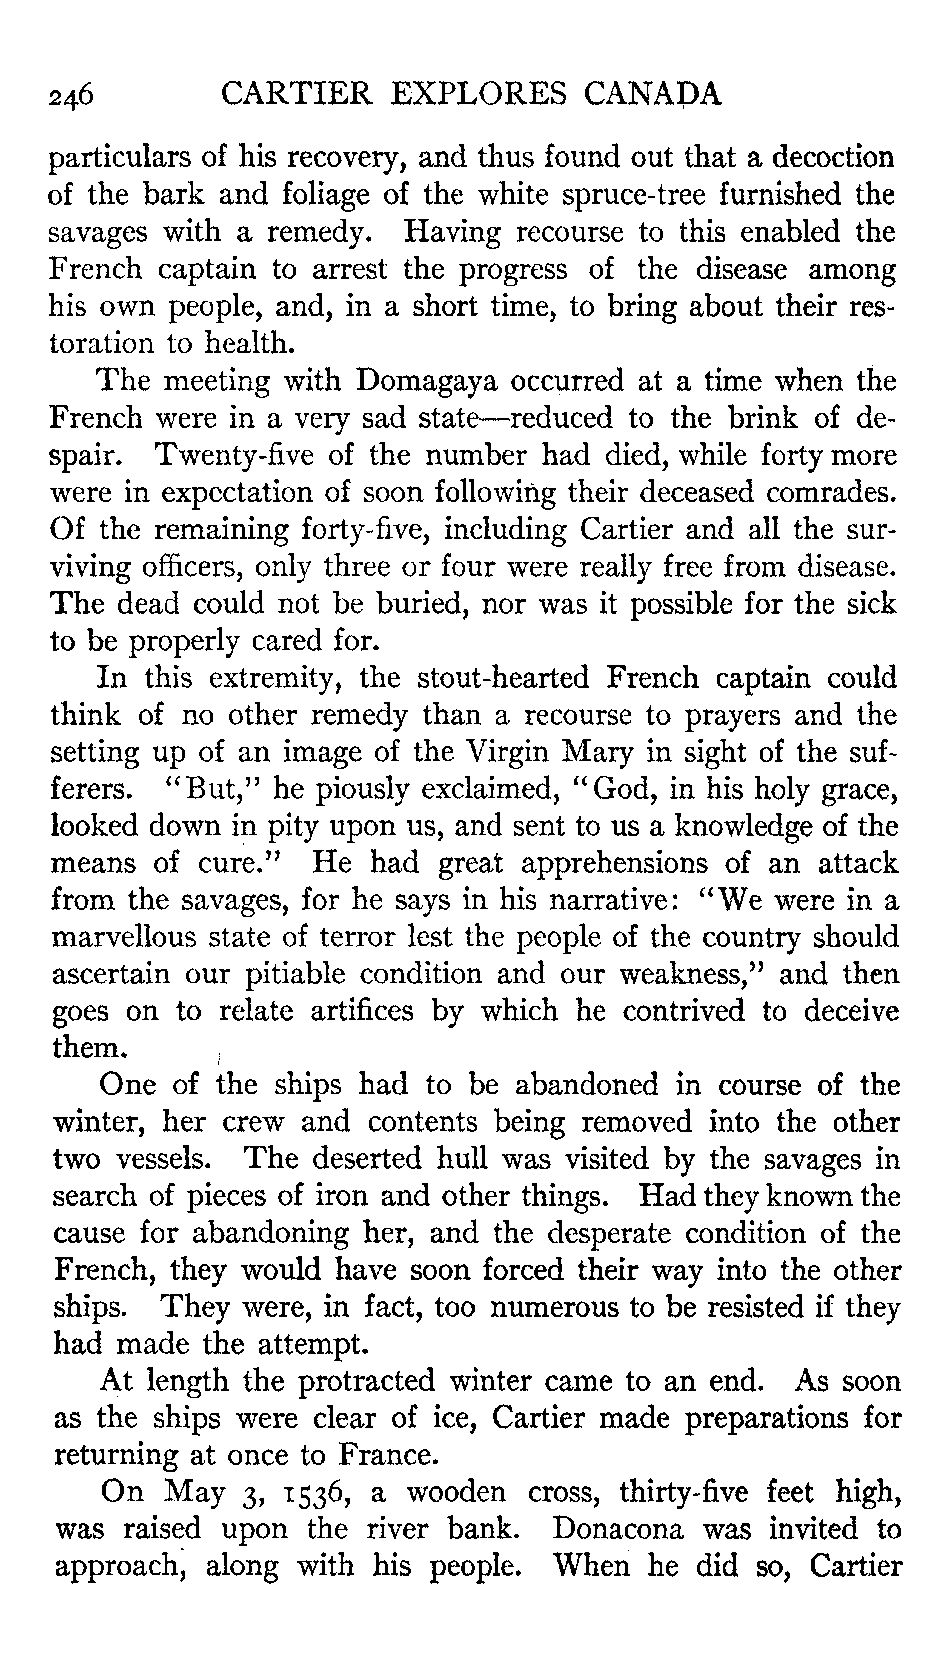 246 CARTIER EXPLORES CANADA
particulars of his recovery, and thus found out that a decoction
of the bark and foliage of the white spruce-tree furnished the
savages with a remedy. Having recourse to this enabled the
French captain to arrest the progress of the disease among
his own people, and, in a short time, to bring about their res-
toration to health.
The meeting with Domagaya occurred at a time when the
French were in a very sad state—reduced to the brink of de-
spair. Twenty-five of the number had died, while forty more
were in expectation of soon following their deceased comrades.
Of the remaining forty-five, including Cartier and all the sur-
viving officers, only three or four were really free from disease.
The dead could not be buried, nor was it possible for the sick
to be properly cared for.
In this extremity, the stout-hearted French captain could
think of no other remedy than a recourse to prayers and the
setting up of an image of the Virgin Mary in sight of the suf-
ferers. "But," he piously exclaimed, "God, in his holy grace,
looked down in pity upon us, and sent to us a knowledge of the
means of cure." He had great apprehensions of an attack
from the savages, for he says in his narrative: "We were in a
marvellous state of terror lest the people of the country should
ascertain our pitiable condition and our weakness," and then
goes on to relate artifices by which he contrived to deceive
them.
One of the ships had to be abandoned in course of the
winter, her crew and contents being removed into the other
two vessels. The deserted hull was visited by the savages in
search of pieces of iron and other things. Had they known the
cause for abandoning her, and the desperate condition of the
French, they would have soon forced their way into the other
ships. They were, in fact, too numerous to be resisted if they
had made the attempt.
At length the protracted winter came to an end. As soon
as the ships were clear of ice, Cartier made preparations for
returning at once to France.
On May 3, 1536, a wooden cross, thirty-five feet high,
was raised upon the river bank. Donacona was invited to
approach, along with his people. When he did so, Cartier